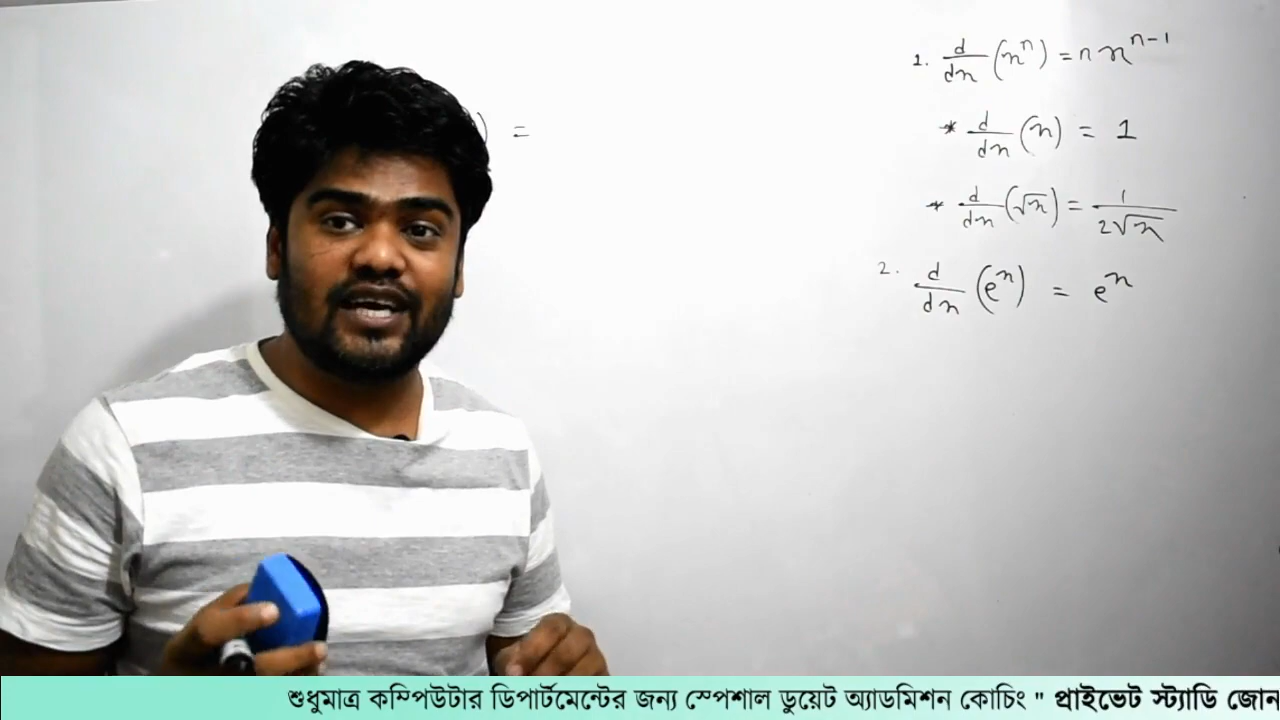 ) =
1. d/dx (x^n) = n x^{n-1}
* d/dx (x) = 1
* d/dx (√x) = 1/(2√x)
2. d/dx (e^x) = e^x
শুধুমাত্র কম্পিউটার ডিপার্টমেন্টের জন্য স্পেশাল ডুয়েট অ্যাডমিশন কোচিং " প্রাইভেট স্ট্যাডি জোন